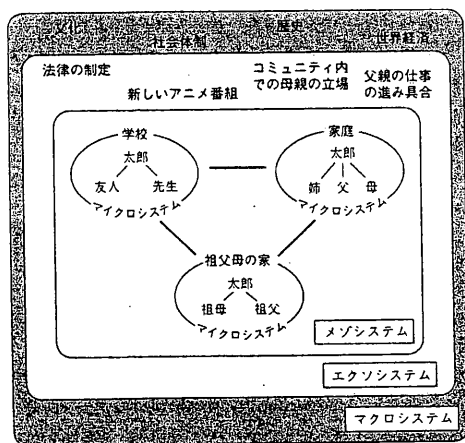 文化
社会体制
歴史
世界経済
法律の制定
新しいアニメ番組
コミュニティ内
での母親の立場
父親の仕事
の進み具合
学校
太郎
友人 先生
マイクロシステム
家庭
太郎
姉 父 母
マイクロシステム
祖父母の家
太郎
祖母 祖父
マイクロシステム
メゾシステム
エクソシステム
マクロシステム